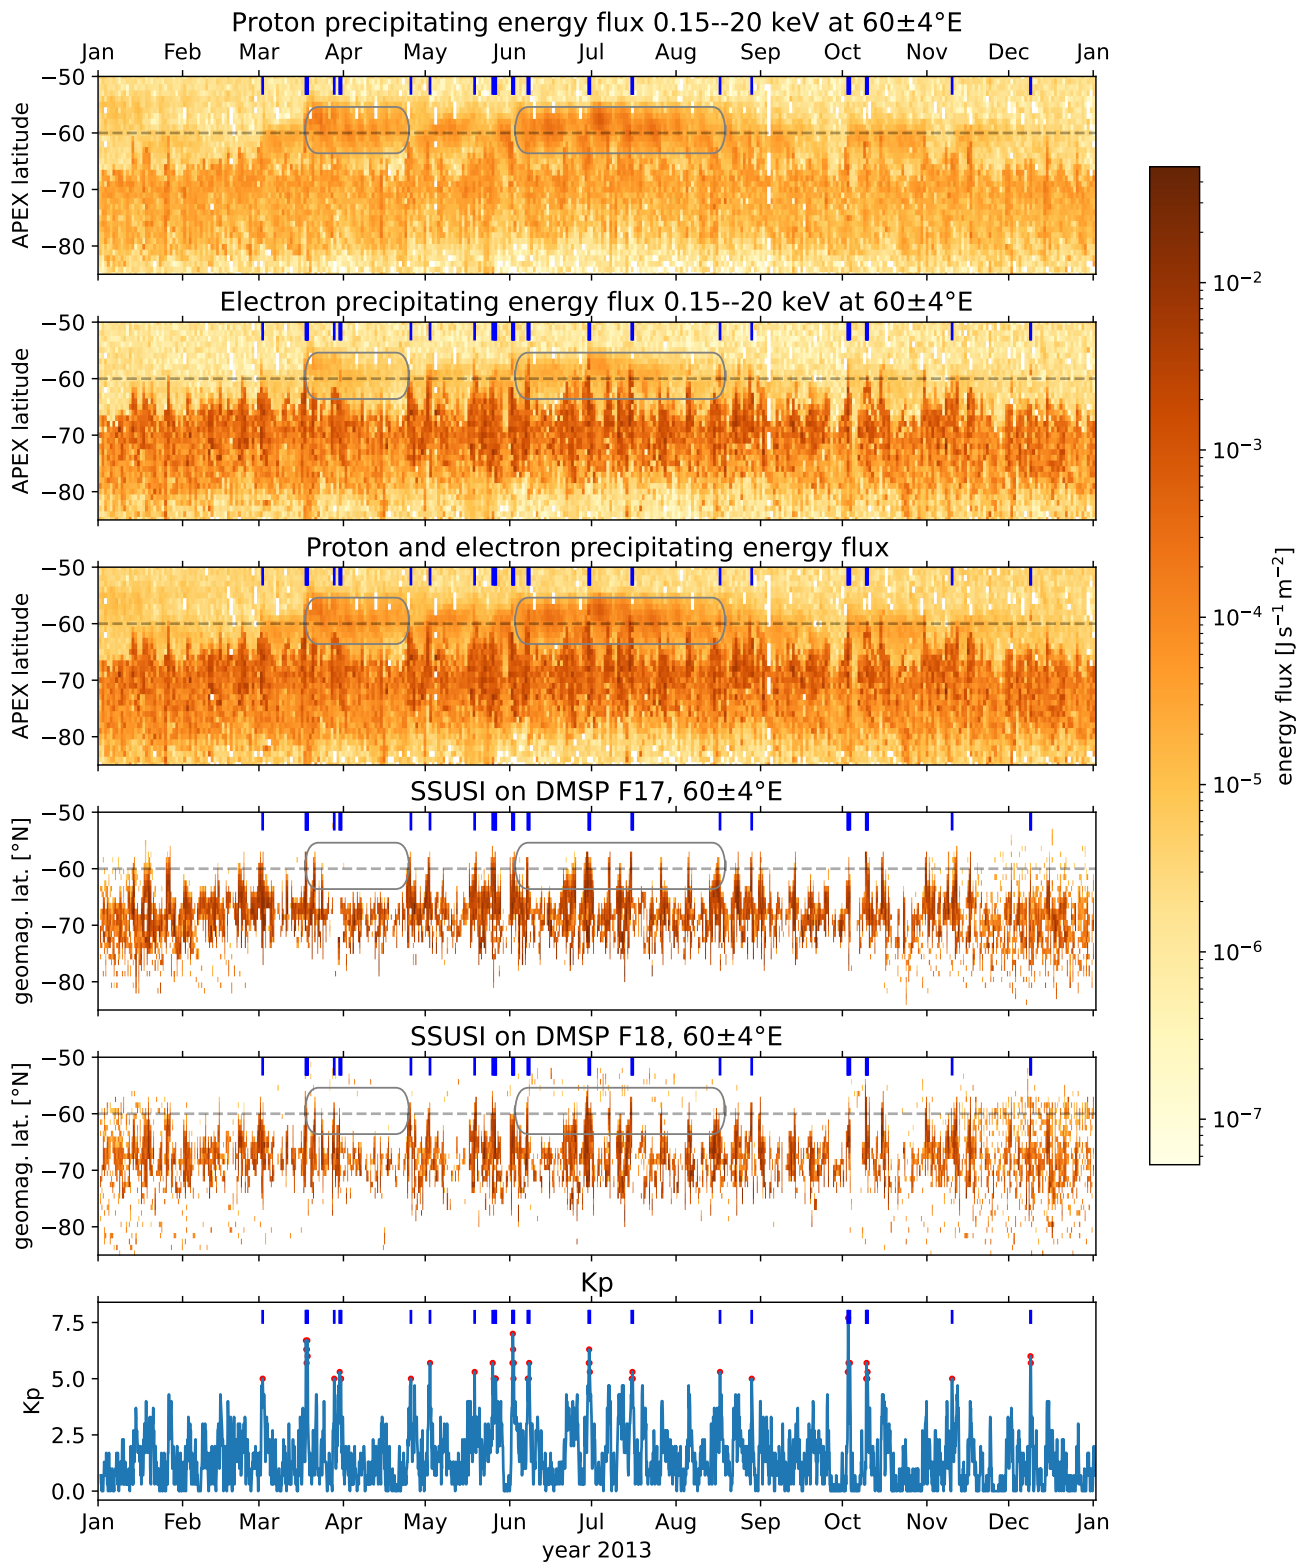 Proton precipitating energy flux 0.15--20 keV at 60±4°E
Jan Feb Mar Apr May Jun Jul Aug Sep Oct Nov Dec Jan
−50
−60
−70
−80
APEX latitude
Electron precipitating energy flux 0.15--20 keV at 60±4°E
−50
−60
−70
−80
APEX latitude
Proton and electron precipitating energy flux
−50
−60
−70
−80
APEX latitude
SSUSI on DMSP F17, 60±4°E
−50
−60
−70
−80
geomag. lat. [°N]
SSUSI on DMSP F18, 60±4°E
−50
−60
−70
−80
geomag. lat. [°N]
Kp
7.5
5.0
2.5
0.0
Kp
Jan Feb Mar Apr May Jun Jul Aug Sep Oct Nov Dec Jan
year 2013
10⁻²
10⁻³
10⁻⁴
10⁻⁵
10⁻⁶
10⁻⁷
energy flux [J s⁻¹ m⁻²]